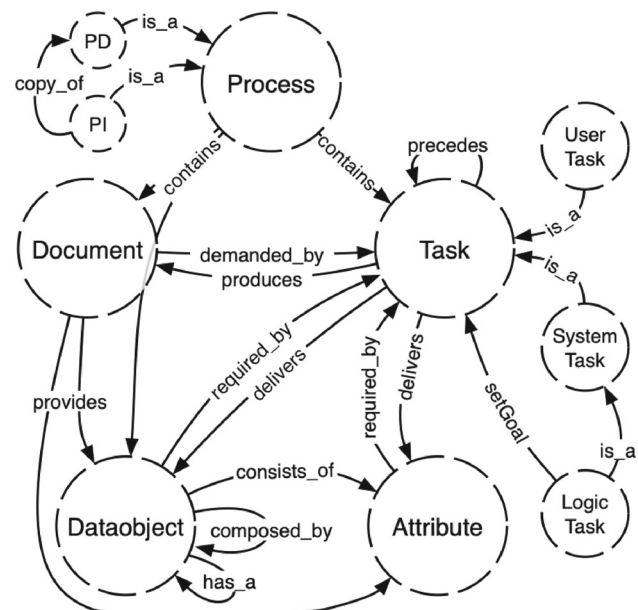 PD
is_a
Process
copy_of
is_a
PI
contains
contains
precedes
User
Task
is_a
Document
demanded_by
produces
Task
is_a
System
Task
required_by
delivers
required_by
delivers
setGoal
provides
is_a
consists_of
Logic
Task
Dataobject
composed_by
Attribute
has_a